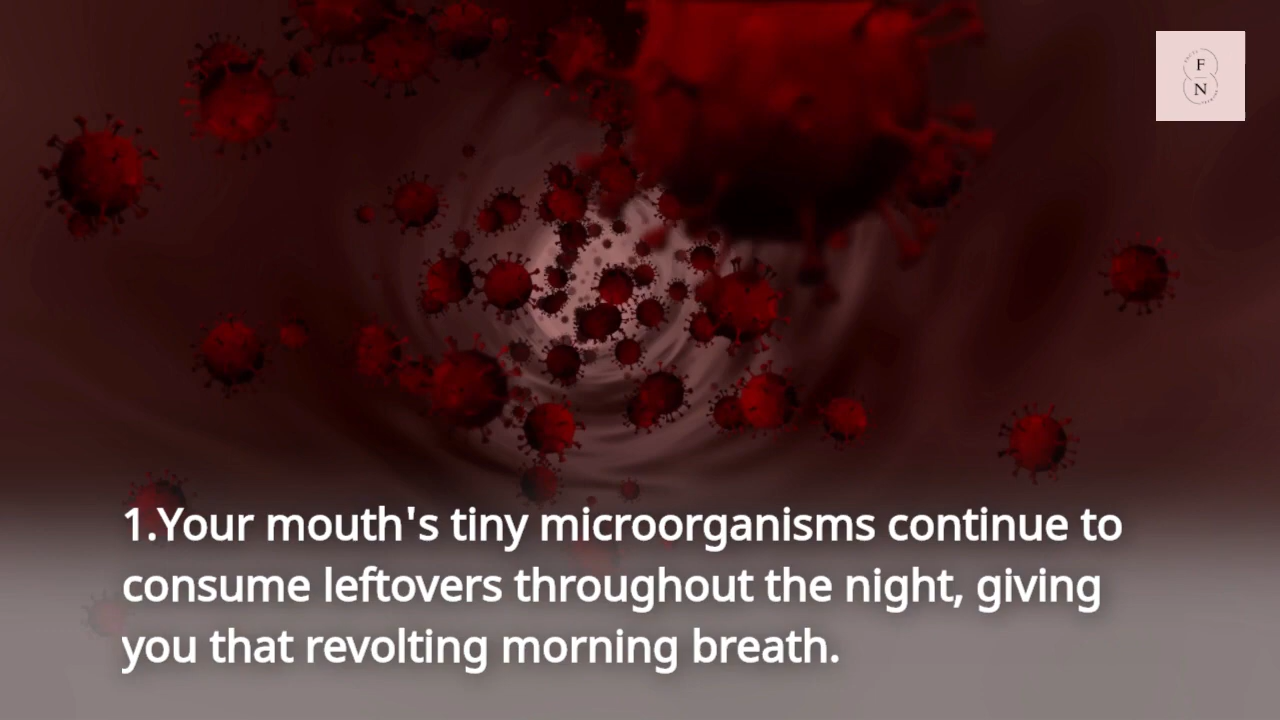 F
N
1.Your mouth's tiny microorganisms continue to
consume leftovers throughout the night, giving
you that revolting morning breath.